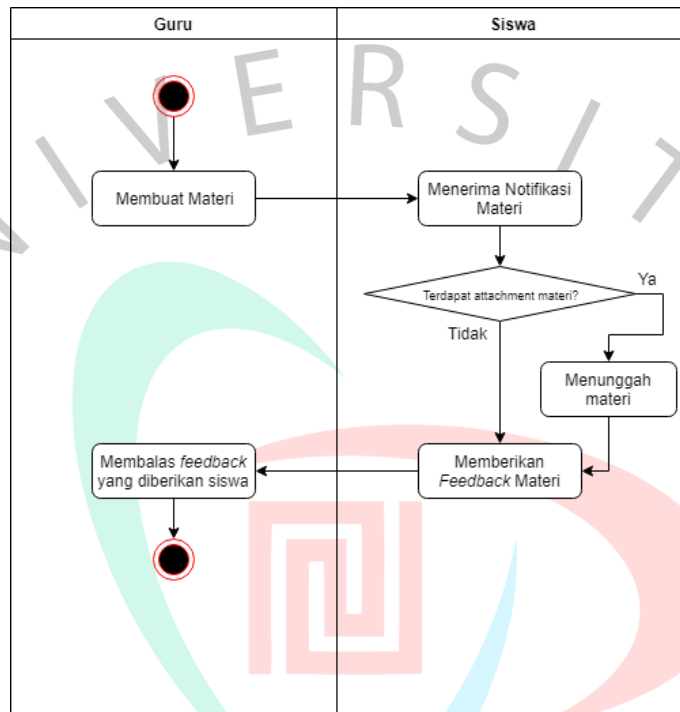 Guru
Siswa
NIVERSIT
Membuat Materi
Menerima Notifikasi
Materi
Terdapat attachment materi?
Ya
Tidak
Menunggah
materi
Membalas feedback
yang diberikan siswa
Memberikan
Feedback Materi